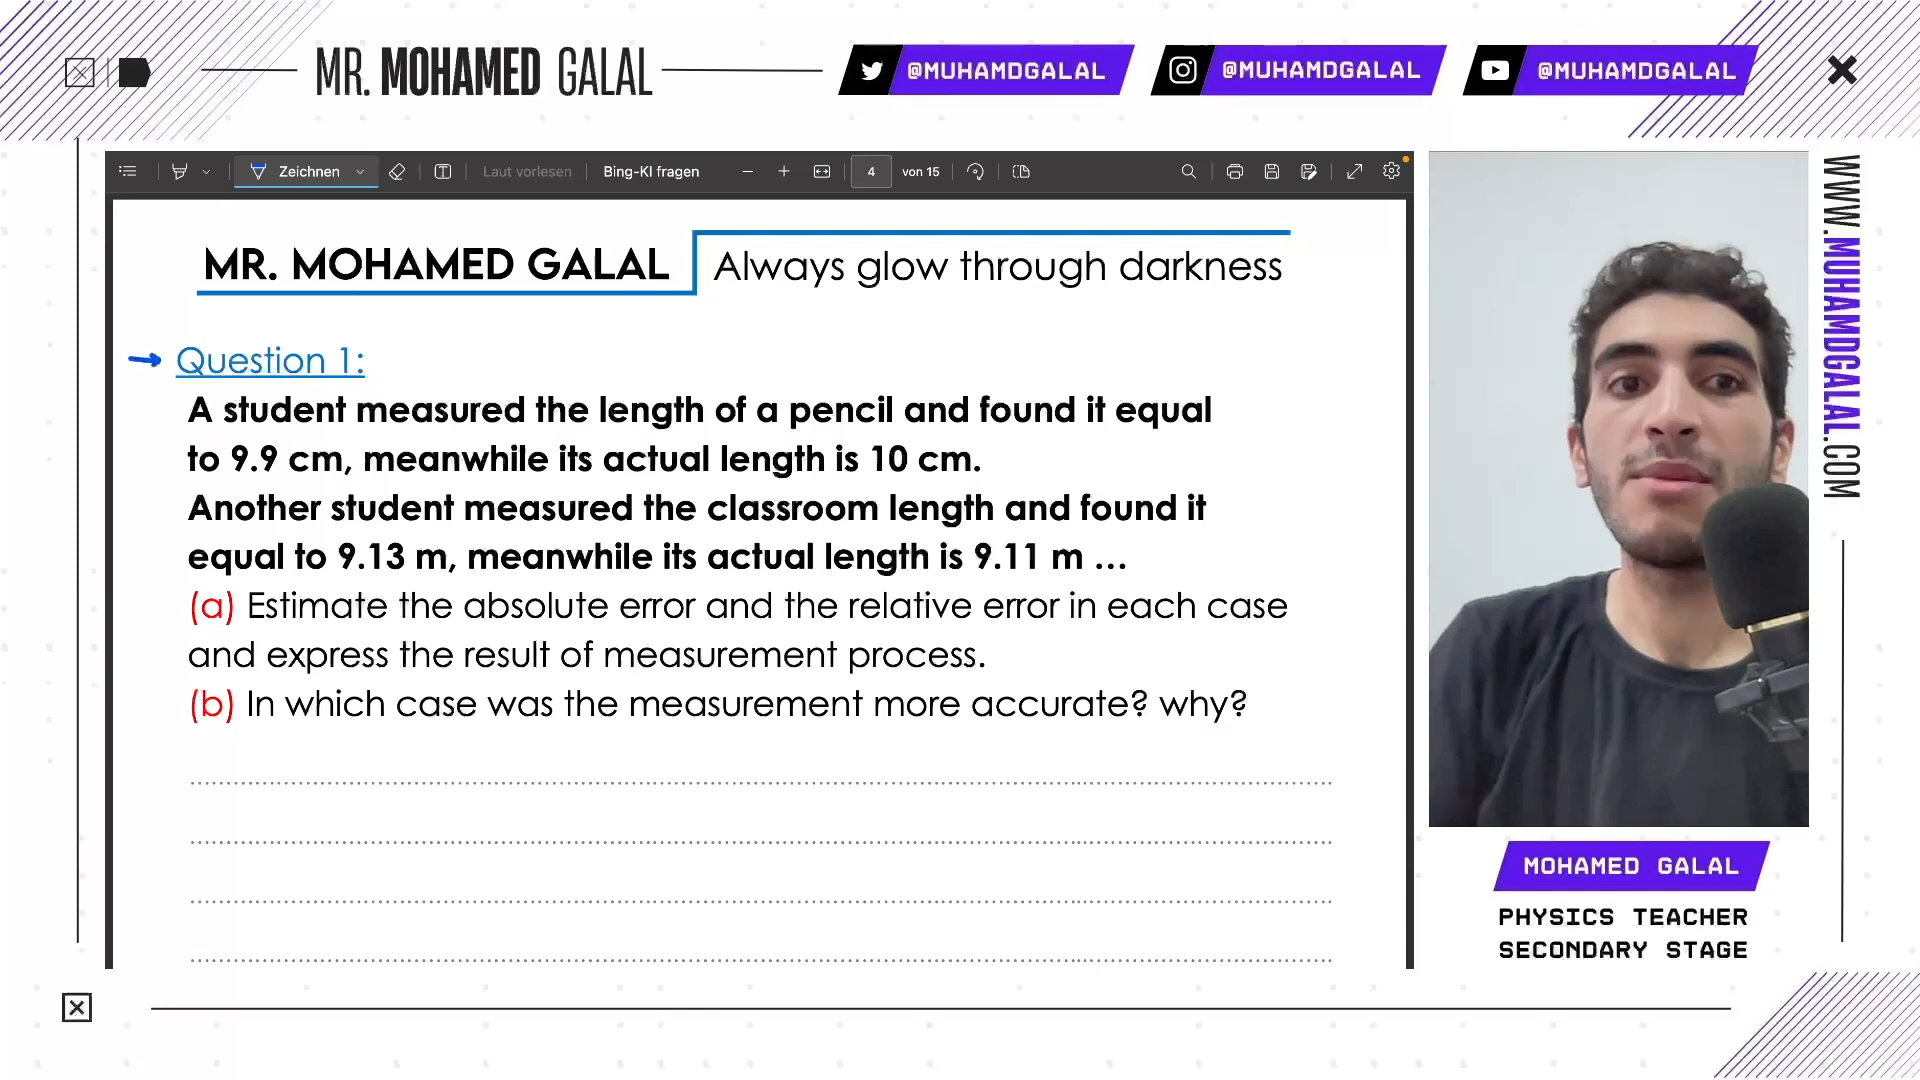 MR. MOHAMED GALAL
@MUHAMDGALAL
@MUHAMDGALAL
@MUHAMDGALAL
Zeichnen
Laut vorlesen
Bing-KI fragen
4
von 15
MR. MOHAMED GALAL
Always glow through darkness
Question 1:
A student measured the length of a pencil and found it equal
to 9.9 cm, meanwhile its actual length is 10 cm.
Another student measured the classroom length and found it
equal to 9.13 m, meanwhile its actual length is 9.11 m ...
(a) Estimate the absolute error and the relative error in each case
and express the result of measurement process.
(b) In which case was the measurement more accurate? why?
WWW.MUHAMDGALAL.COM
MOHAMED GALAL
PHYSICS TEACHER
SECONDARY STAGE